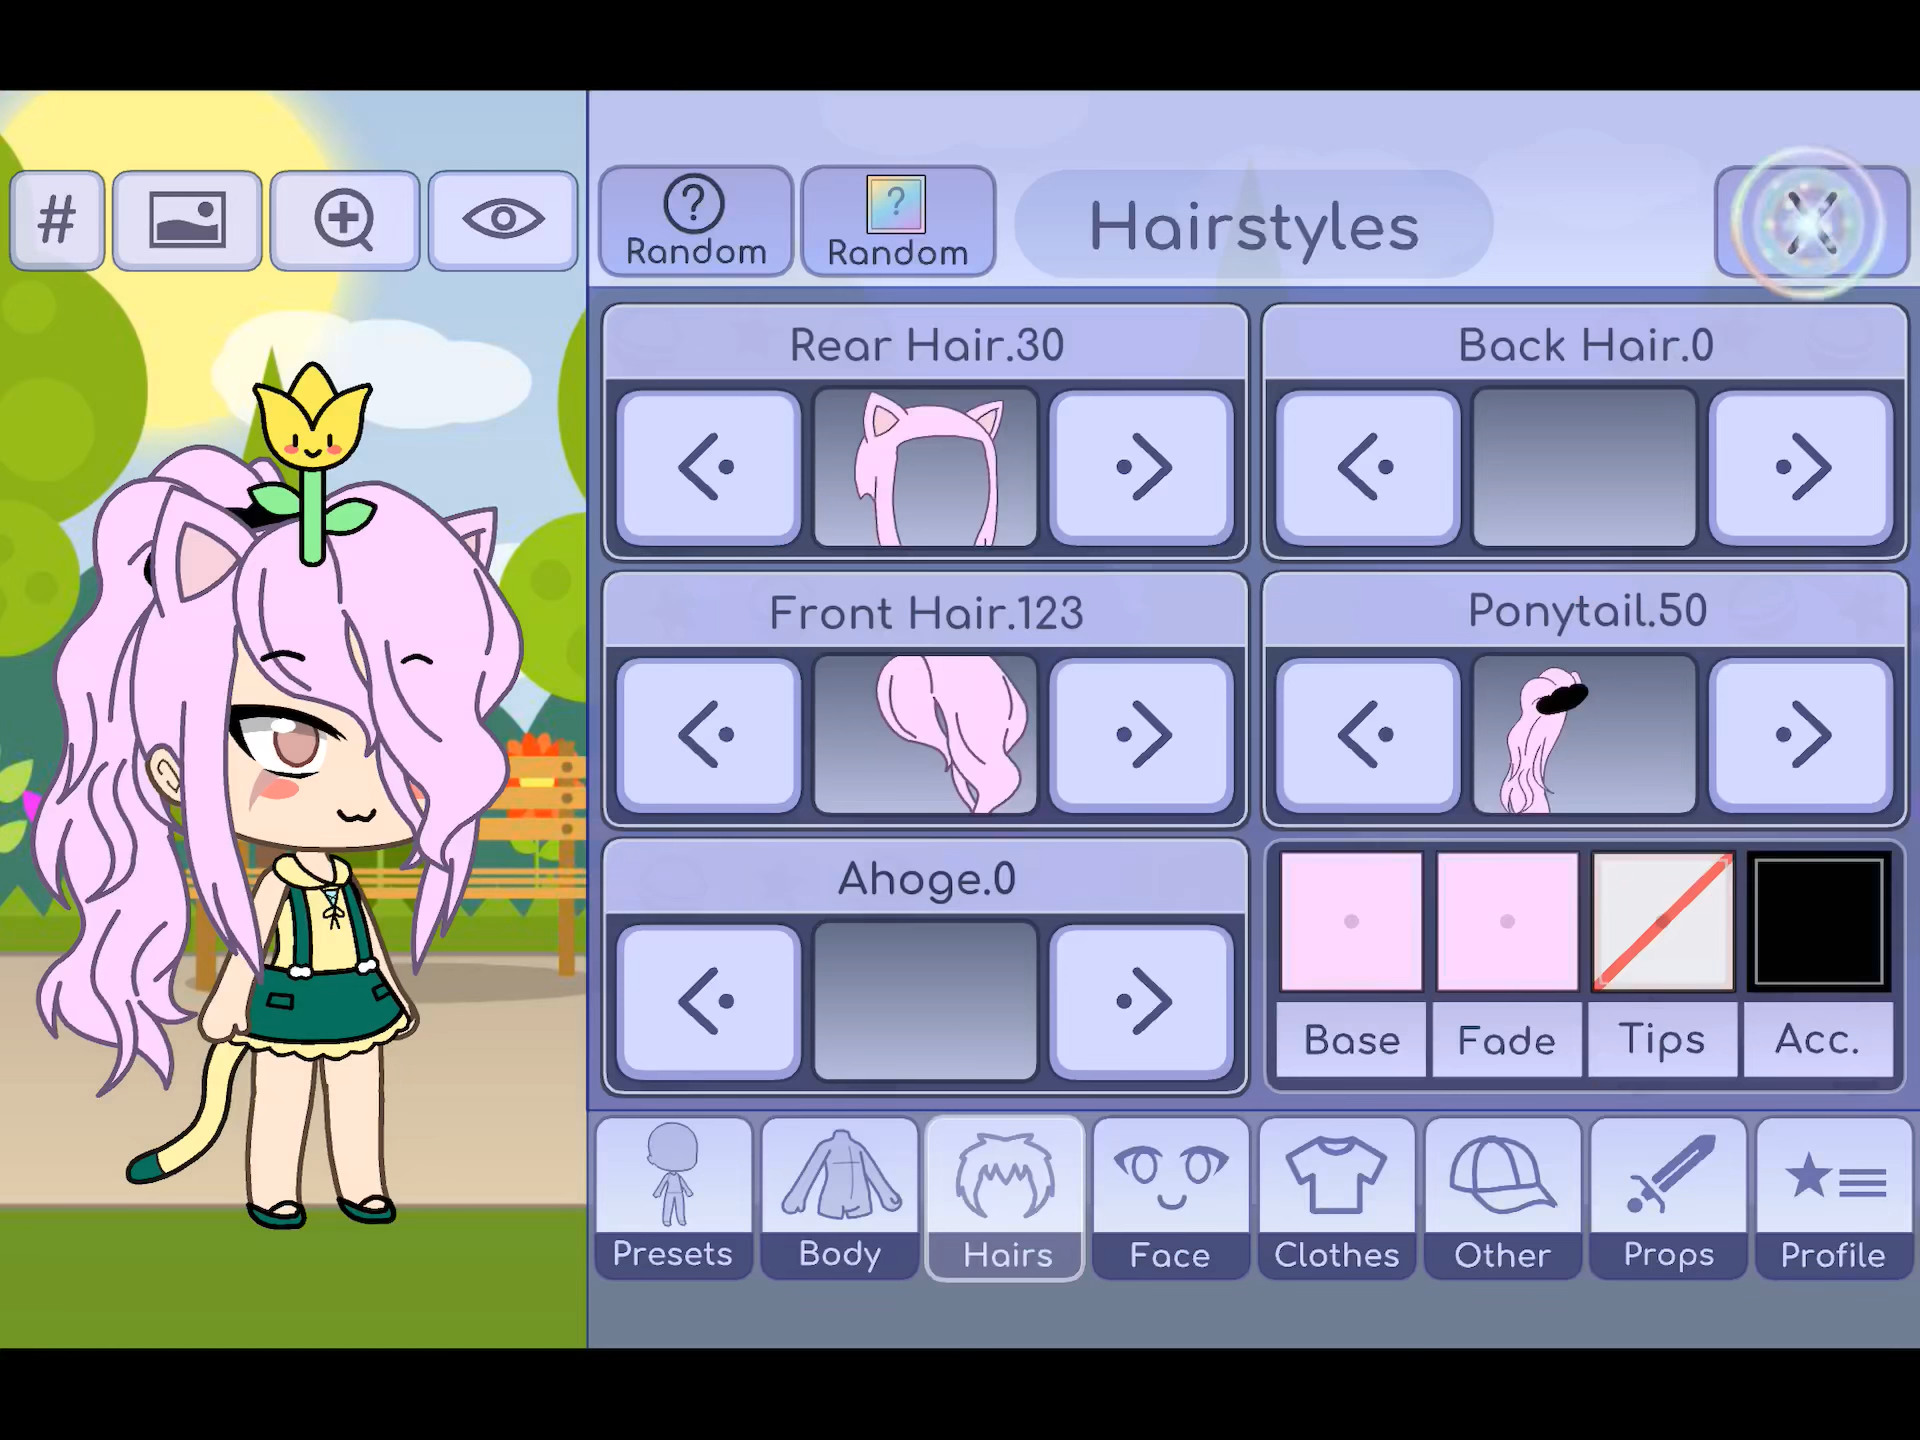 #
?
Random
?
Random
Hairstyles
X
Rear Hair.30
Back Hair.0
Front Hair.123
Ponytail.50
Ahoge.0
Base
Fade
Tips
Acc.
Presets
Body
Hairs
Face
Clothes
Other
Props
Profile